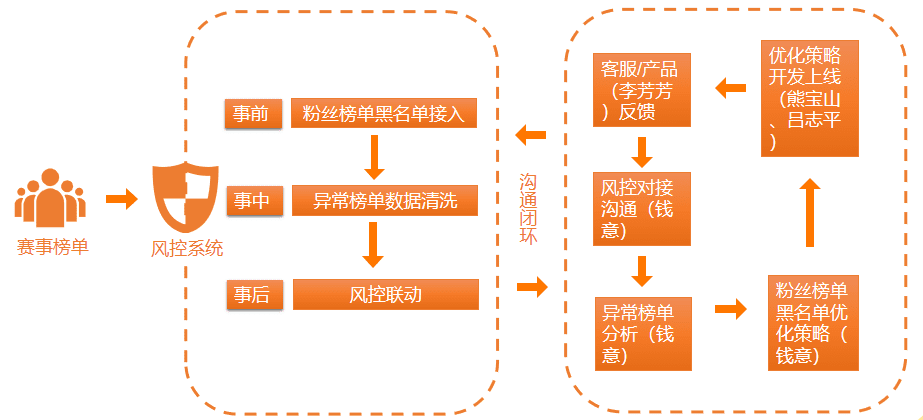 赛事榜单
风控系统
事前
粉丝榜单黑名单接入
事中
异常榜单数据清洗
事后
风控联动
沟通闭环
客服/产品
（李芳芳
）反馈
风控对接
沟通（钱
意）
异常榜单
分析（钱
意）
粉丝榜单
黑名单优
化策略（
钱意）
优化策略
开发上线
（熊宝山
、吕志平
）